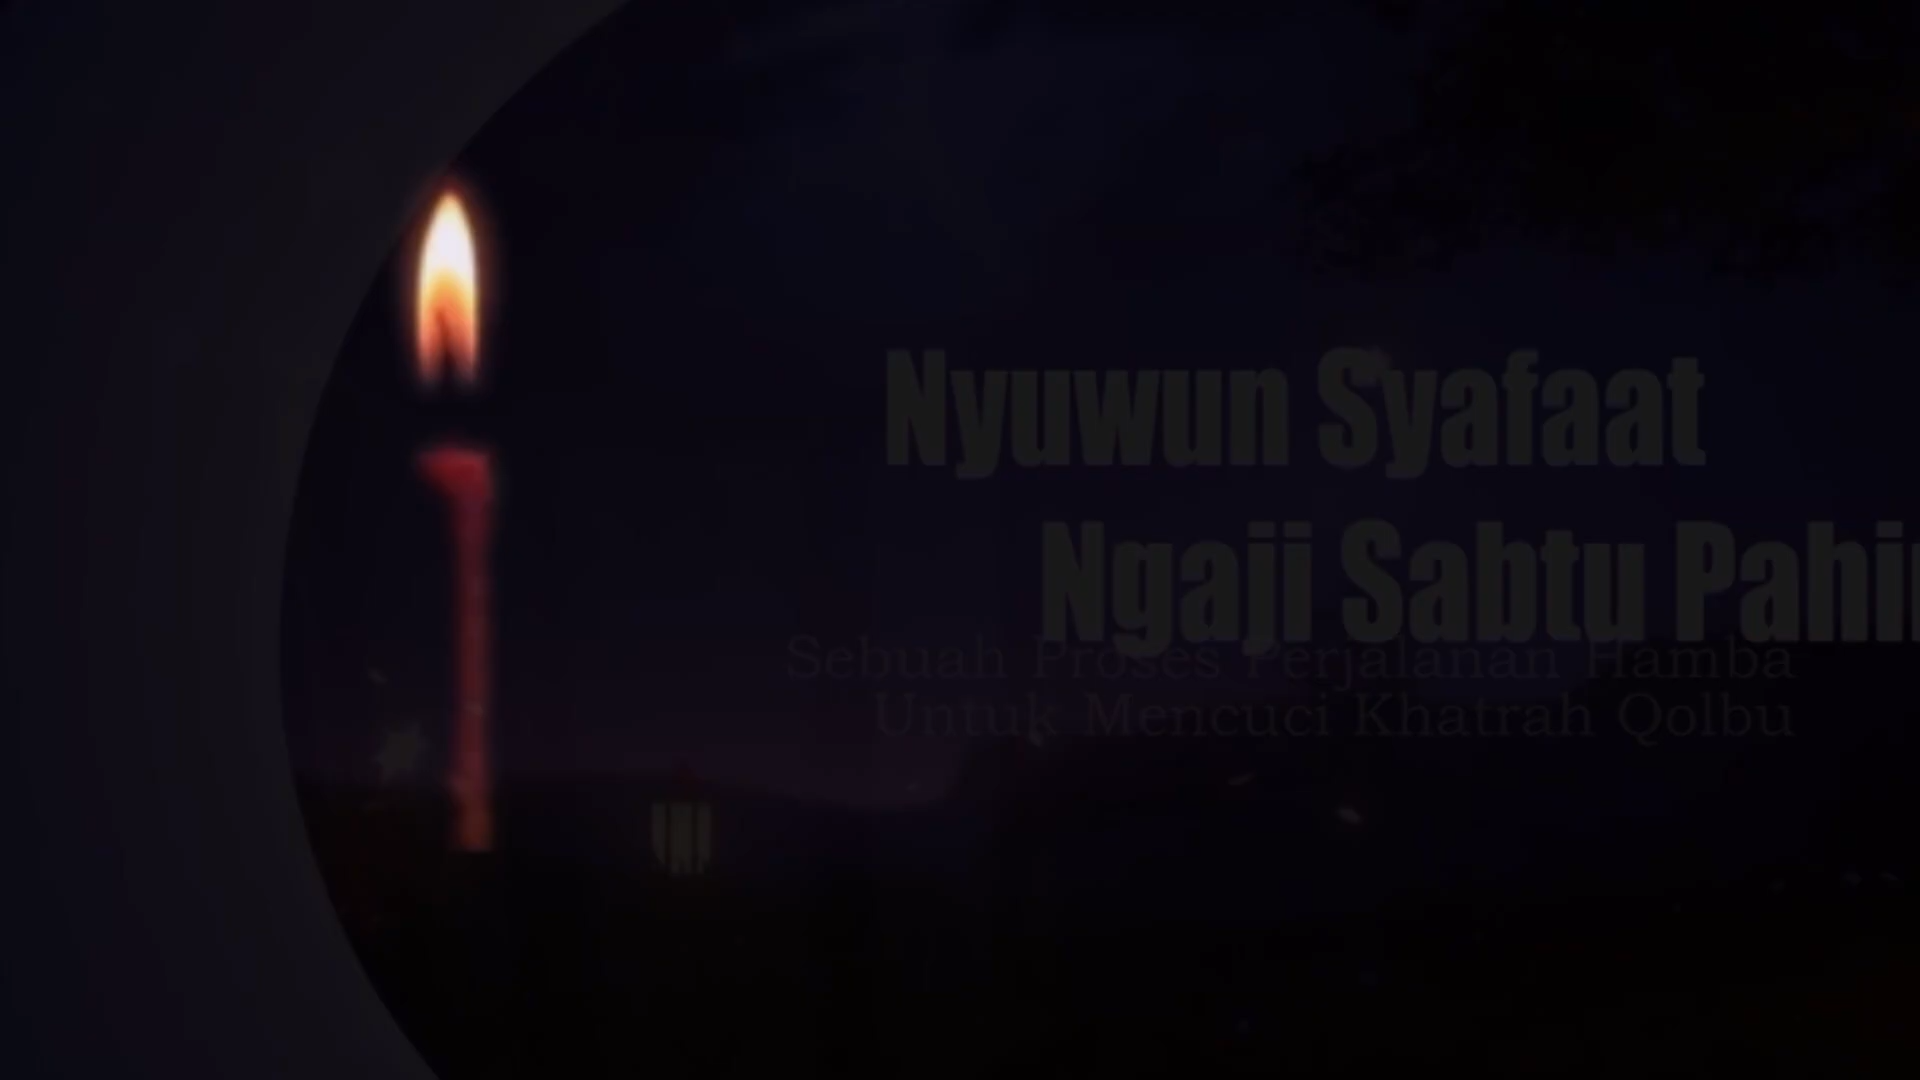 Nyuwun Syafaat
Ngaji Sabtu Pahi
Sebuah Proses Perjalanan Hamba
Untuk Mencuci Khatrah Qolbu